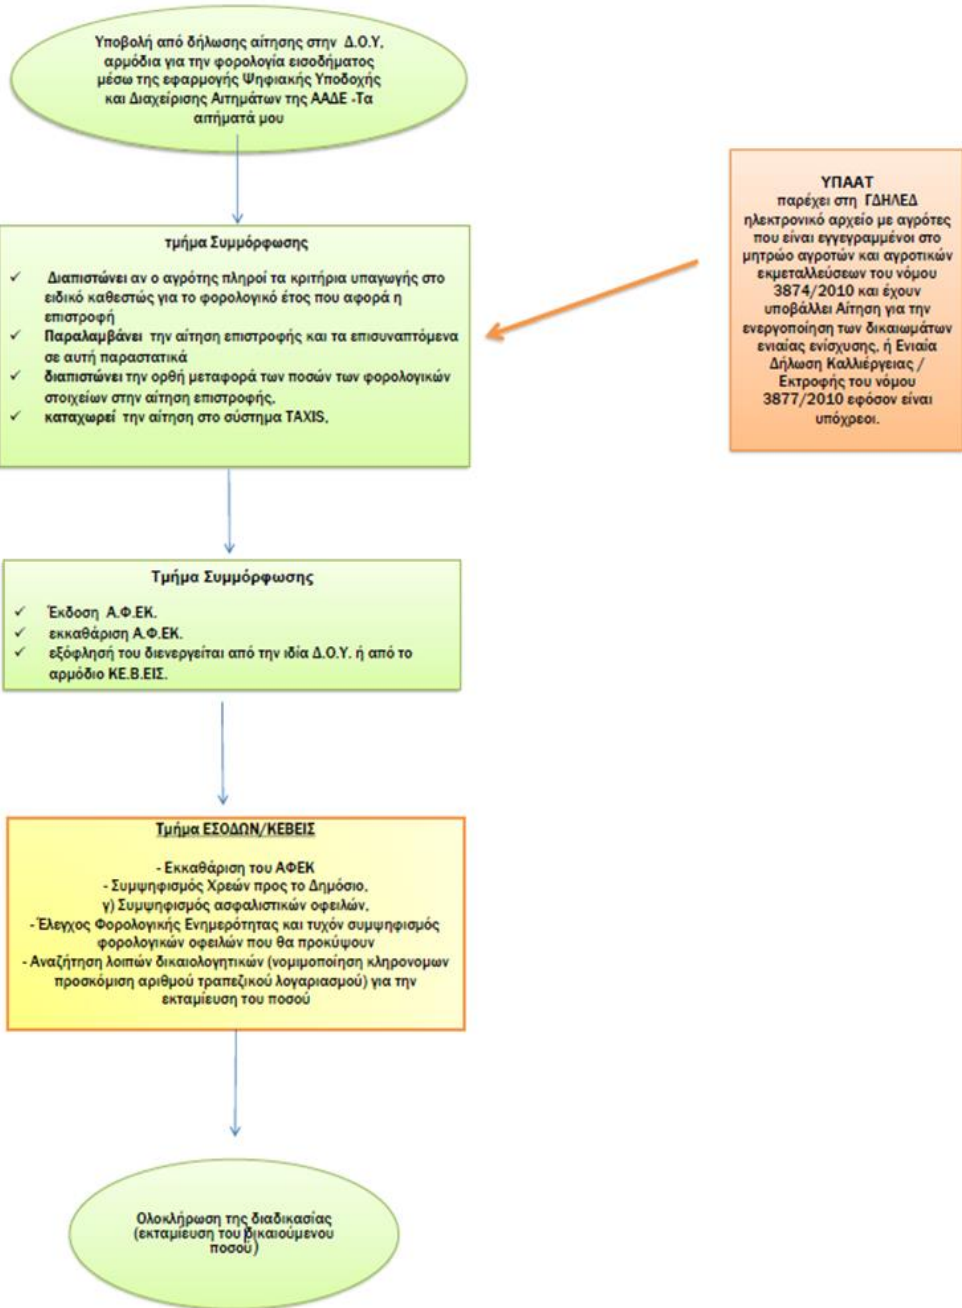 Υποβολή από δήλωσης αίτησης στην Δ.Ο.Υ,
αρμόδια για την φορολογία εισοδήματος
μέσω της εφαρμογής Ψηφιακής Υποδοχής
και Διαχείρισης Αιτημάτων της ΑΑΔΕ -Τα
αιτήματά μου
ΥΠΑΑΤ
παρέχει στη ΓΔΗΛΕΔ
ηλεκτρονικό αρχείο με αγρότες
που είναι εγγεγραμμένοι στο
μητρώο αγροτών και αγροτικών
εκμεταλλεύσεων του νόμου
3874/2010 και έχουν
υποβάλλει Αίτηση για την
ενεργοποίηση των δικαιωμάτων
ενιαίας ενίσχυσης, ή Ενιαία
Δήλωση Καλλιέργειας /
Εκτροφής του νόμου
3877/2010 εφόσον είναι
υπόχρεοι.
τμήμα Συμμόρφωσης
✓ Διαπιστώνει αν ο αγρότης πληροί τα κριτήρια υπαγωγής στο
ειδικό καθεστώς για το φορολογικό έτος που αφορά η
επιστροφή
✓ Παραλαμβάνει την αίτηση επιστροφής και τα επισυναπτόμενα
σε αυτή παραστατικά
✓ διαπιστώνει την ορθή μεταφορά των ποσών των φορολογικών
στοιχείων στην αίτηση επιστροφής.
✓ καταχωρεί την αίτηση στο σύστημα TAXIS,
Τμήμα Συμμόρφωσης
✓ Έκδοση Α.Φ.ΕΚ.
✓ εκκαθάριση Α.Φ.ΕΚ.
✓ εξόφλησή του διενεργείται από την ιδία Δ.Ο.Υ. ή από το
αρμόδιο ΚΕ.Β.ΕΙΣ.
Τμήμα ΕΣΟΔΩΝ/ΚΕΒΕΙΣ
- Εκκαθάριση του ΑΦΕΚ
- Συμψηφισμός Χρεών προς το Δημόσιο,
γ) Συμψηφισμός ασφαλιστικών οφειλών,
- Έλεγχος Φορολογικής Ενημερότητας και τυχόν συμψηφισμός
φορολογικών οφειλών που θα προκύψουν
- Αναζήτηση λοιπών δικαιολογητικών (νομιμοποίηση κληρονομων
προσκόμιση αριθμού τραπεζικού λογαριασμού) για την
εκταμίευση του ποσού
Ολοκλήρωση της διαδικασίας
(εκταμίευση του δικαιούμενου
ποσού)